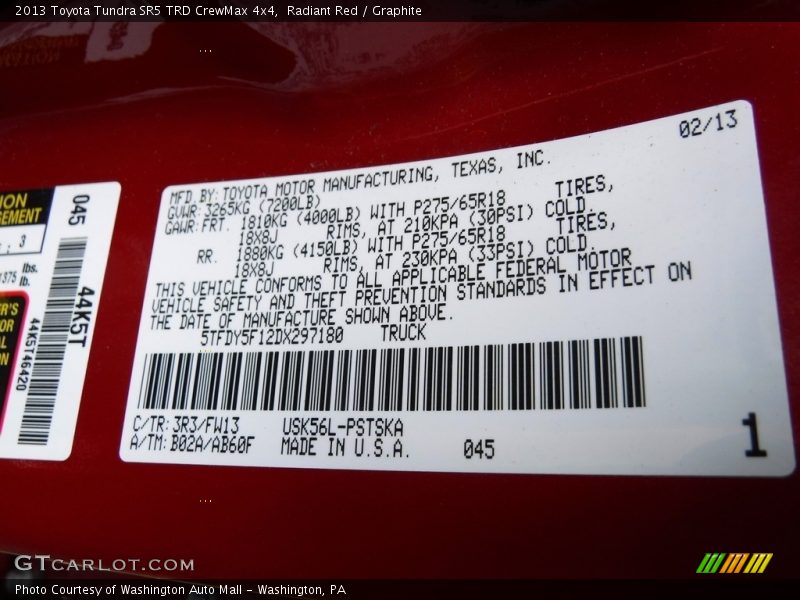 2013 Toyota Tundra SR5 TRD CrewMax 4x4,  Radiant Red / Graphite
02/13
MFD. BY: TOYOTA MOTOR MANUFACTURING, TEXAS, INC.
GVWR: 3265KG (7200LB)
GAWR: FRT. 1810KG (4000LB) WITH P275/65R18 TIRES,
18X8J RIMS, AT 210KPA (30PSI) COLD.
RR. 1880KG (4150LB) WITH P275/65R18 TIRES,
18X8J RIMS, AT 230KPA (33PSI) COLD.
THIS VEHICLE CONFORMS TO ALL APPLICABLE FEDERAL MOTOR
VEHICLE SAFETY AND THEFT PREVENTION STANDARDS IN EFFECT ON
THE DATE OF MANUFACTURE SHOWN ABOVE.
5TFDY5F12DX297180 TRUCK
C/TR: 3R3/FW13 USK56L-PSTSKA
A/TM: B02A/AB60F MADE IN U.S.A. 045
1
045
44K5T
44K5T46420
: 3
1375 lbs.
lb.
GTCARLOT.COM
Photo Courtesy of Washington Auto Mall - Washington, PA